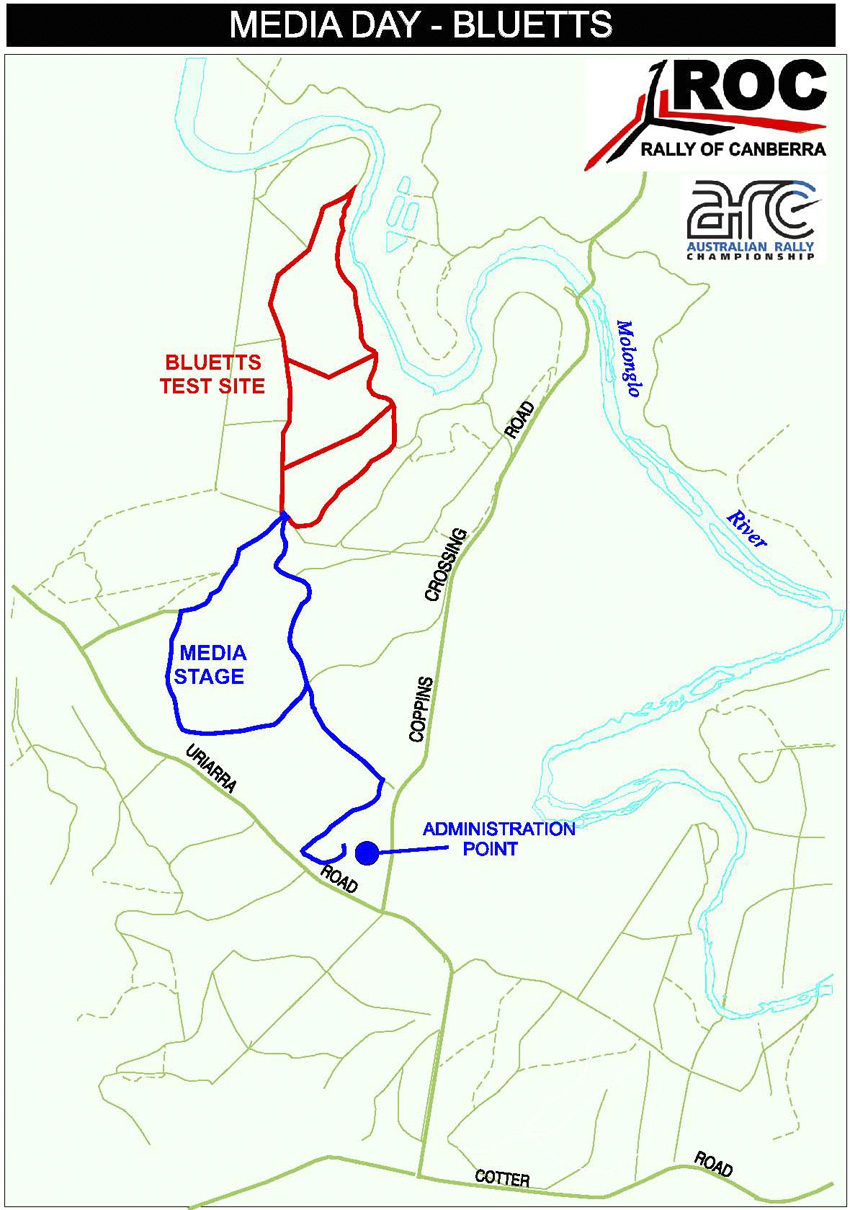 MEDIA DAY - BLUETTS
ROC
RALLY OF CANBERRA
arc
AUSTRALIAN RALLY
CHAMPIONSHIP
Molonglo
River
BLUETTS
TEST SITE
ROAD
CROSSING
COPPINS
MEDIA
STAGE
URIARRA
ROAD
ADMINISTRATION
POINT
COTTER
ROAD